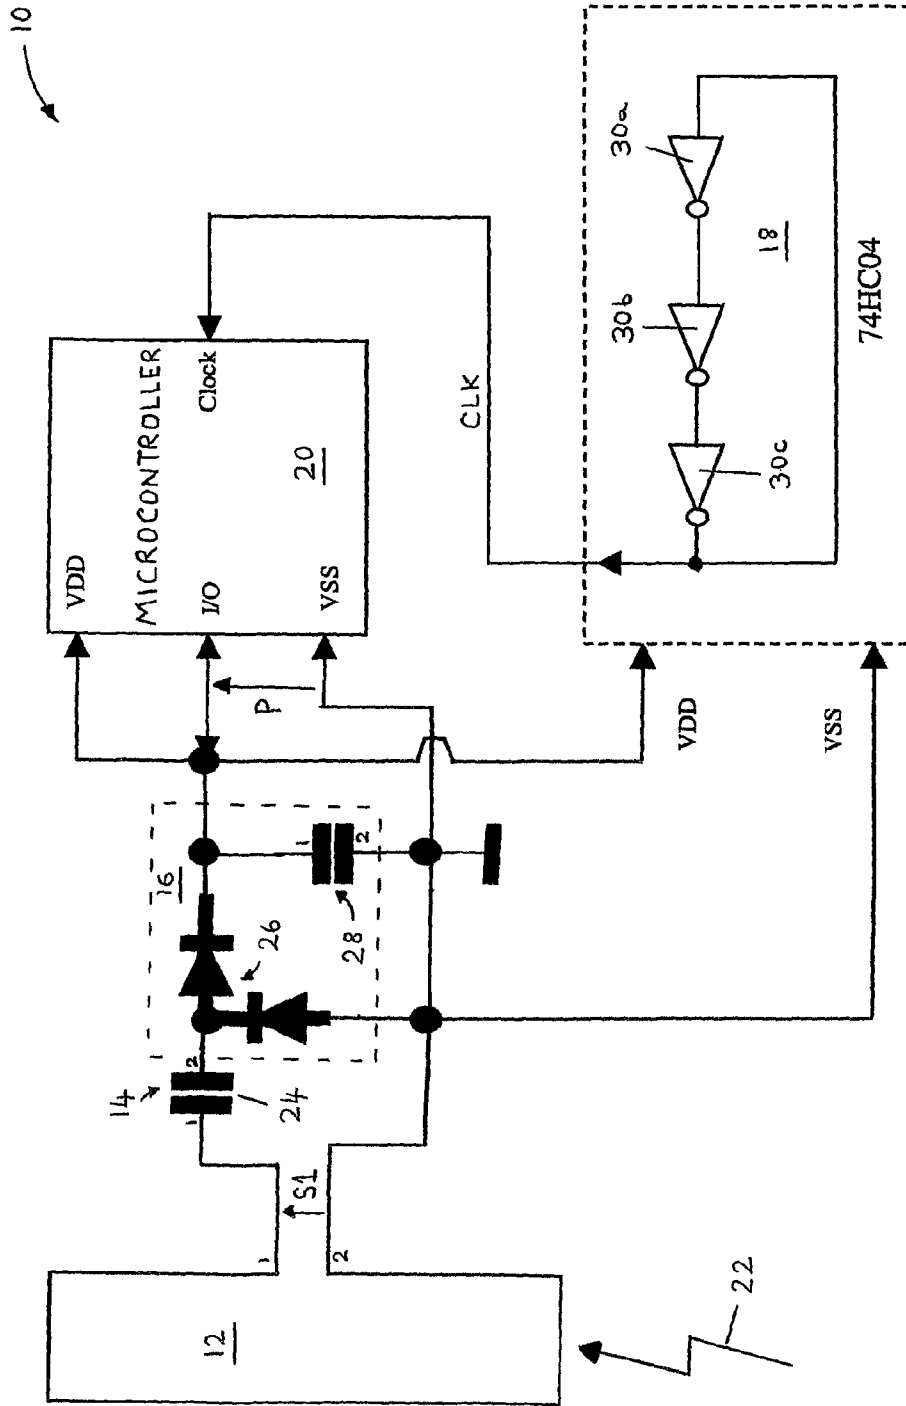 10
MICROCONTROLLER
VDD
I/O
VSS
Clock
20
P
CLK
16
26
28
1
2
14
1
2
24
S1
1
2
12
22
VDD
VSS
30a
30b
30c
18
74HC04